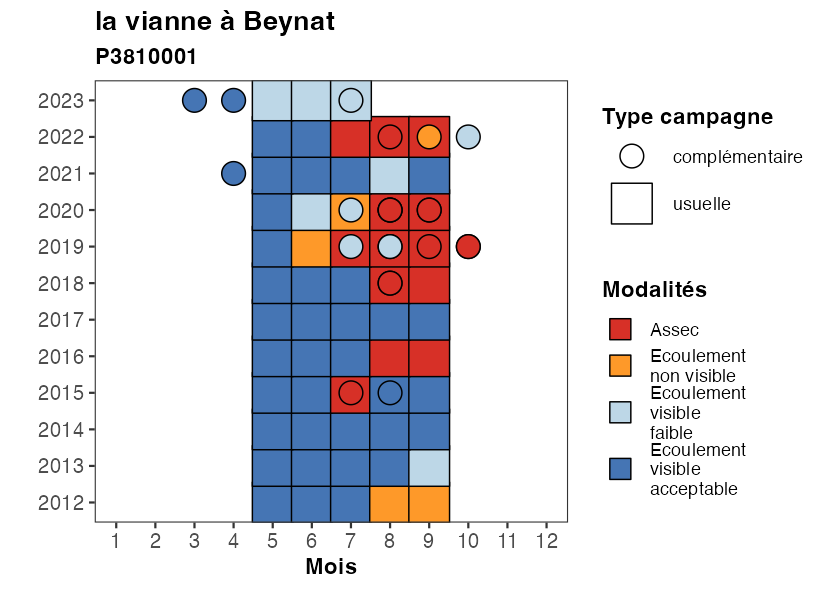 la vianne à Beynat
P3810001
2023
2022
2021
2020
2019
2018
2017
2016
2015
2014
2013
2012
1 2 3 4 5 6 7 8 9 10 11 12
Mois
Type campagne
complémentaire
usuelle
Modalités
Assec
Ecoulement
non visible
Ecoulement
visible
faible
Ecoulement
visible
acceptable